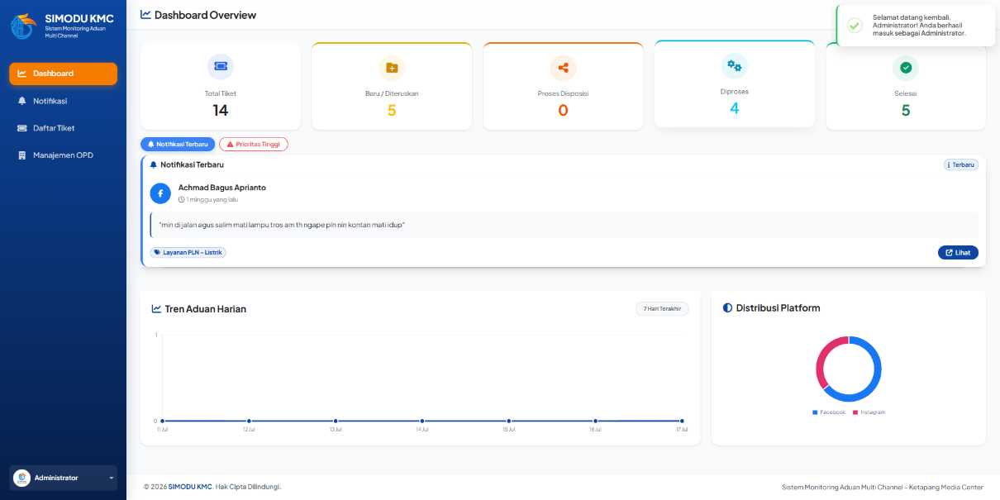 SIMODU KMC
Sistem Monitoring Aduan
Multi Channel
Dashboard
Notifikasi
Daftar Tiket
Manajemen OPD
Administrator
Dashboard Overview
Selamat datang kembali,
Administrator! Anda berhasil
masuk sebagai Administrator.
Total Tiket
14
Baru / Diteruskan
5
Proses Disposisi
0
Diproses
4
Selesai
5
Notifikasi Terbaru
Prioritas Tinggi
Notifikasi Terbaru
Terbaru
Achmad Bagus Aprianto
1 minggu yang lalu
"min di jalan agus salim mati lampu tros am th ngape pln nin kontan mati idup"
Layanan PLN - Listrik
Lihat
Tren Aduan Harian
7 Hari Terakhir
1
0
11 Jul 12 Jul 13 Jul 14 Jul 15 Jul 16 Jul 17 Jul
Distribusi Platform
Facebook Instagram
© 2026 SIMODU KMC. Hak Cipta Dilindungi.
Sistem Monitoring Aduan Multi Channel - Ketapang Media Center